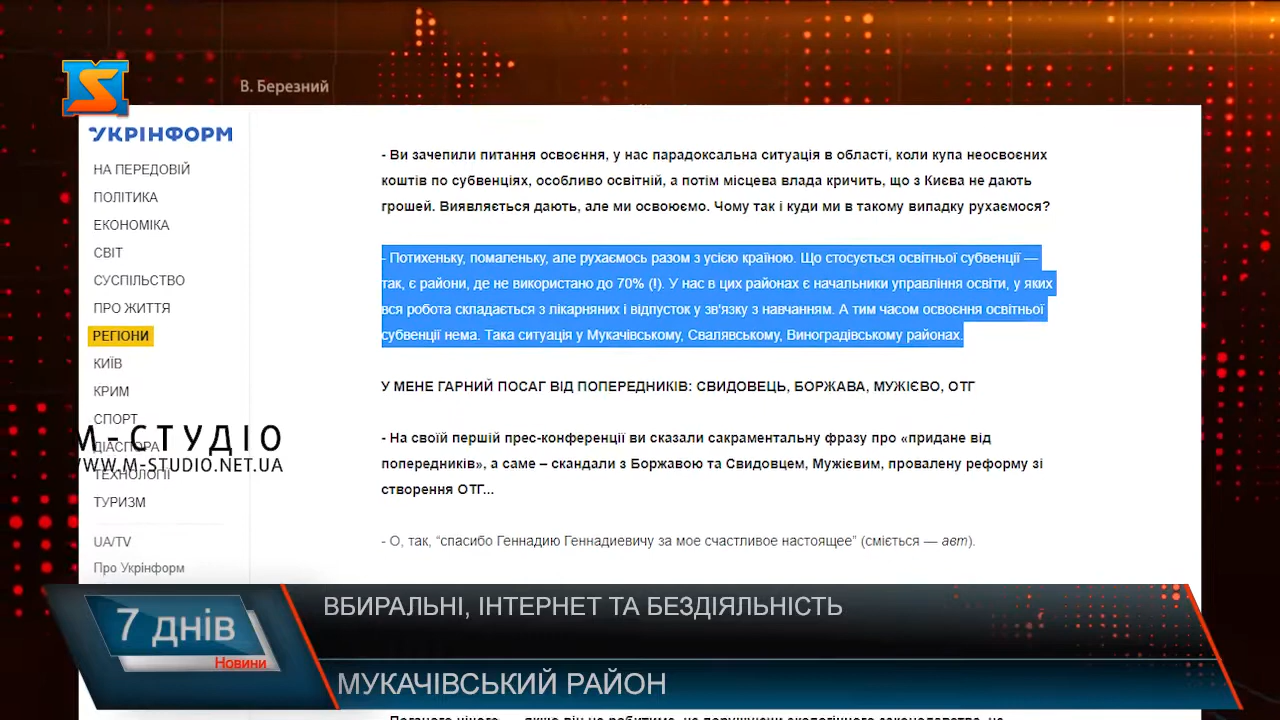 В. Березний
УКРІНФОРМ
НА ПЕРЕДОВІЙ
ПОЛІТИКА
ЕКОНОМІКА
СВІТ
СУСПІЛЬСТВО
ПРО ЖИТТЯ
РЕГІОНИ
КИЇВ
КРИМ
СПОРТ
ДІАСПОРА
ТЕХНОЛОГІЇ
ТУРИЗМ
UA/TV
Про Укрінформ
М-СТУДІО
WWW.M-STUDIO.NET.UA
- Ви зачепили питання освоєння, у нас парадоксальна ситуація в області, коли купа неосвоєних
коштів по субвенціях, особливо освітній, а потім місцева влада кричить, що з Києва не дають
грошей. Виявляється дають, але ми освоюємо. Чому так і куди ми в такому випадку рухаємося?
- Потихеньку, помаленьку, але рухаємось разом з усією країною. Що стосується освітньої субвенції —
так, є райони, де не використано до 70% (!). У нас в цих районах є начальники управління освіти, у яких
вся робота складається з лікарняних і відпусток у зв'язку з навчанням. А тим часом освоєння освітньої
субвенції нема. Така ситуація у Мукачівському, Свалявському, Виноградівському районах.
У МЕНЕ ГАРНИЙ ПОСАГ ВІД ПОПЕРЕДНИКІВ: СВИДОВЕЦЬ, БОРЖАВА, МУЖІЄВО, ОТГ
- На своїй першій прес-конференції ви сказали сакраментальну фразу про «придане від
попередників», а саме – скандали з Боржавою та Свидовцем, Мужієвим, провалену реформу зі
створення ОТГ...
- О, так, “спасибо Геннадию Геннадиевичу за мое счастливое настоящее” (сміється — авт).
7 днів
Новини
ВБИРАЛЬНІ, ІНТЕРНЕТ ТА БЕЗДІЯЛЬНІСТЬ
МУКАЧІВСЬКИЙ РАЙОН